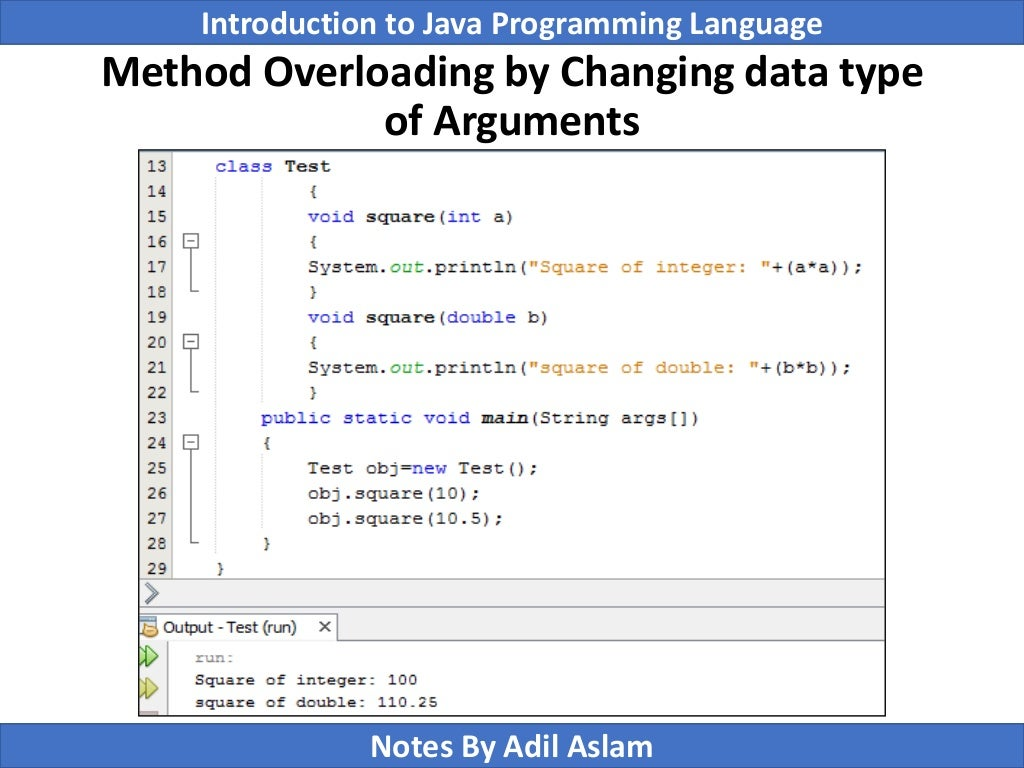 Introduction to Java Programming Language
Method Overloading by Changing data type
of Arguments
13 class Test
14 {
15 void square(int a)
16 {
17 System.out.println("Square of integer: "+(a*a));
18 }
19 void square(double b)
20 {
21 System.out.println("square of double: "+(b*b));
22 }
23 public static void main(String args[])
24 {
25 Test obj=new Test();
26 obj.square(10);
27 obj.square(10.5);
28 }
29 }
Output - Test (run)
run:
Square of integer: 100
square of double: 110.25
Notes By Adil Aslam